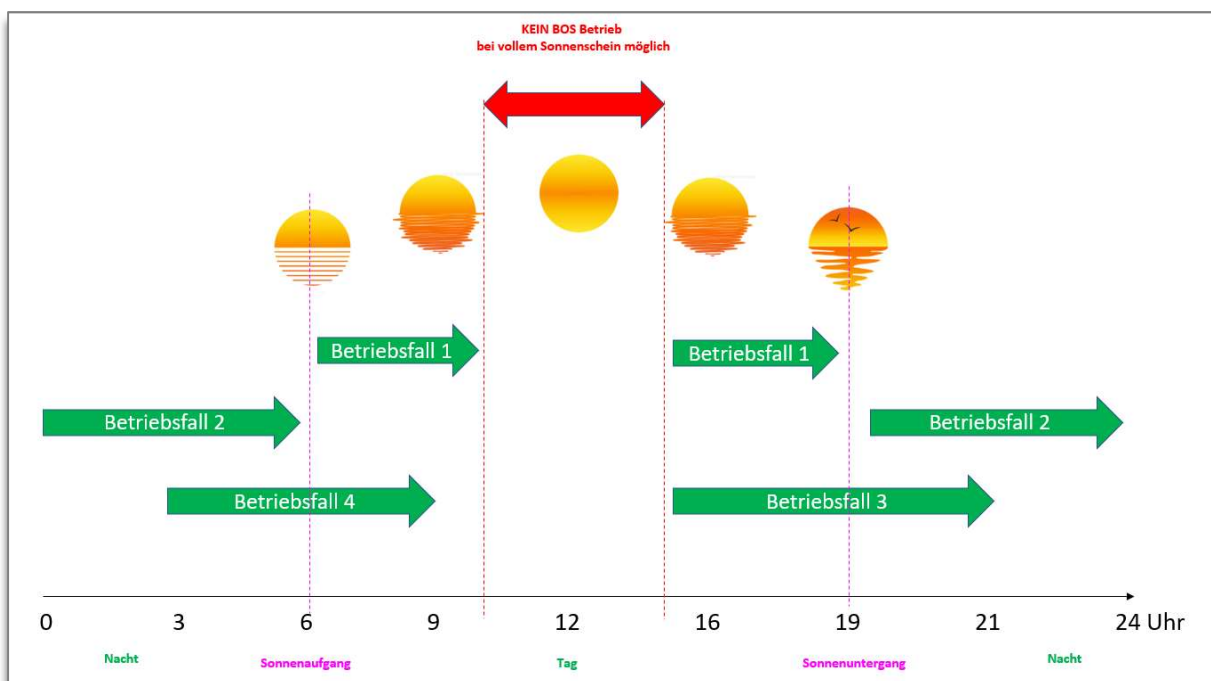 KEIN BOS Betrieb
bei vollem Sonnenschein möglich
Betriebsfall 1
Betriebsfall 1
Betriebsfall 2
Betriebsfall 2
Betriebsfall 4
Betriebsfall 3
0 3 6 9 12 16 19 21 24 Uhr
Nacht Sonnenaufgang Tag Sonnenuntergang Nacht